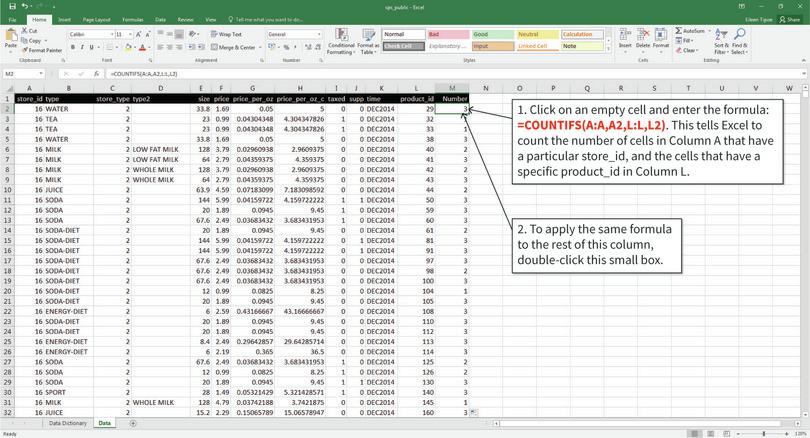 sps_public - Excel
Eileen Tipoe Share
File Home Insert Page Layout Formulas Data Review View Tell me what you want to do...
Paste Cut Copy Format Painter Clipboard
Calibri 11 Font
Wrap Text Merge & Center Alignment
General Number
Conditional Formatting Format as Table
Normal Bad Good Neutral Calculation
Check Cell Explanatory ... Input Linked Cell Note
Styles
Insert Delete Format Cells
AutoSum Fill Clear Sort & Filter Find & Select Editing
M2 fx =COUNTIFS(A:A,A2,L:L,L2)
A B C D E F G H I J K L M N O P Q R S T U V W
1 store_id type store_type type2 size price price_per_oz price_per_oz_c taxed supp time product_id Number
2 16 WATER 2 33.8 1.69 0.05 5 0 0 DEC2014 29 3
3 16 TEA 2 23 0.99 0.04304348 4.304347826 1 0 DEC2014 32 3
4 16 TEA 2 23 0.99 0.04304348 4.304347826 1 0 DEC2014 33 3
5 16 WATER 2 33.8 1.69 0.05 5 0 0 DEC2014 38 3
6 16 MILK 2 LOW FAT MILK 128 3.79 0.02960938 2.9609375 0 0 DEC2014 40 2
7 16 MILK 2 LOW FAT MILK 64 2.79 0.04359375 4.359375 0 0 DEC2014 41 3
8 16 MILK 2 WHOLE MILK 128 3.79 0.02960938 2.9609375 0 0 DEC2014 42 2
9 16 MILK 2 WHOLE MILK 64 2.79 0.04359375 4.359375 0 0 DEC2014 43 3
10 16 JUICE 2 63.9 4.59 0.07183099 7.183098592 0 0 DEC2014 44 2
11 16 SODA 2 144 5.99 0.04159722 4.159722222 1 1 DEC2014 50 3
12 16 SODA 2 20 1.89 0.0945 9.45 1 0 DEC2014 59 3
13 16 SODA 2 67.6 2.49 0.03683432 3.683431953 1 0 DEC2014 60 3
14 16 SODA-DIET 2 20 1.89 0.0945 9.45 0 0 DEC2014 61 2
15 16 SODA-DIET 2 144 5.99 0.04159722 4.159722222 0 1 DEC2014 81 3
16 16 SODA-DIET 2 144 5.99 0.04159722 4.159722222 0 1 DEC2014 91 3
17 16 SODA-DIET 2 67.6 2.49 0.03683432 3.683431953 0 0 DEC2014 97 3
18 16 SODA-DIET 2 67.6 2.49 0.03683432 3.683431953 0 0 DEC2014 98 2
19 16 SODA-DIET 2 67.6 2.49 0.03683432 3.683431953 0 0 DEC2014 100 3
20 16 SODA-DIET 2 12 0.99 0.0825 8.25 0 0 DEC2014 104 1
21 16 SODA-DIET 2 20 1.89 0.0945 9.45 0 0 DEC2014 105 3
22 16 ENERGY-DIET 2 6 2.59 0.43166667 43.16666667 0 0 DEC2014 108 3
23 16 SODA-DIET 2 20 1.89 0.0945 9.45 0 0 DEC2014 110 3
24 16 SODA-DIET 2 20 1.89 0.0945 9.45 0 0 DEC2014 112 3
25 16 ENERGY-DIET 2 8.4 2.49 0.29642857 29.64285714 0 0 DEC2014 113 3
26 16 ENERGY-DIET 2 6 2.19 0.365 36.5 0 0 DEC2014 114 3
27 16 SODA 2 67.6 2.49 0.03683432 3.683431953 1 0 DEC2014 125 2
28 16 SODA 2 12 0.99 0.0825 8.25 1 0 DEC2014 126 2
29 16 SODA 2 20 1.89 0.0945 9.45 1 1 DEC2014 130 3
30 16 SPORT 2 28 1.49 0.05321429 5.321428571 1 0 DEC2014 140 3
31 16 MILK 2 WHOLE MILK 128 4.79 0.03742188 3.7421875 0 0 DEC2014 145 1
32 16 JUICE 2 15.2 2.29 0.15065789 15.06578947 0 0 DEC2014 160 3
1. Click on an empty cell and enter the formula:
=COUNTIFS(A:A,A2,L:L,L2). This tells Excel to
count the number of cells in Column A that have
a particular store_id, and the cells that have a
specific product_id in Column L.
2. To apply the same formula
to the rest of this column,
double-click this small box.
Data Dictionary Data
120%